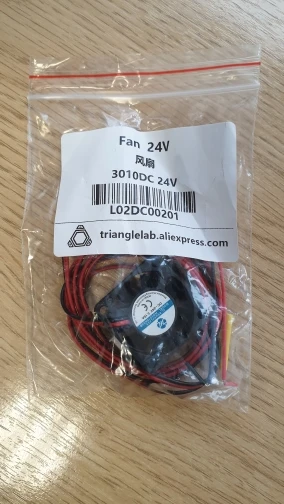 Fan 24V
风扇
3010DC 24V
L02DC00201
trianglelab.aliexpress.com